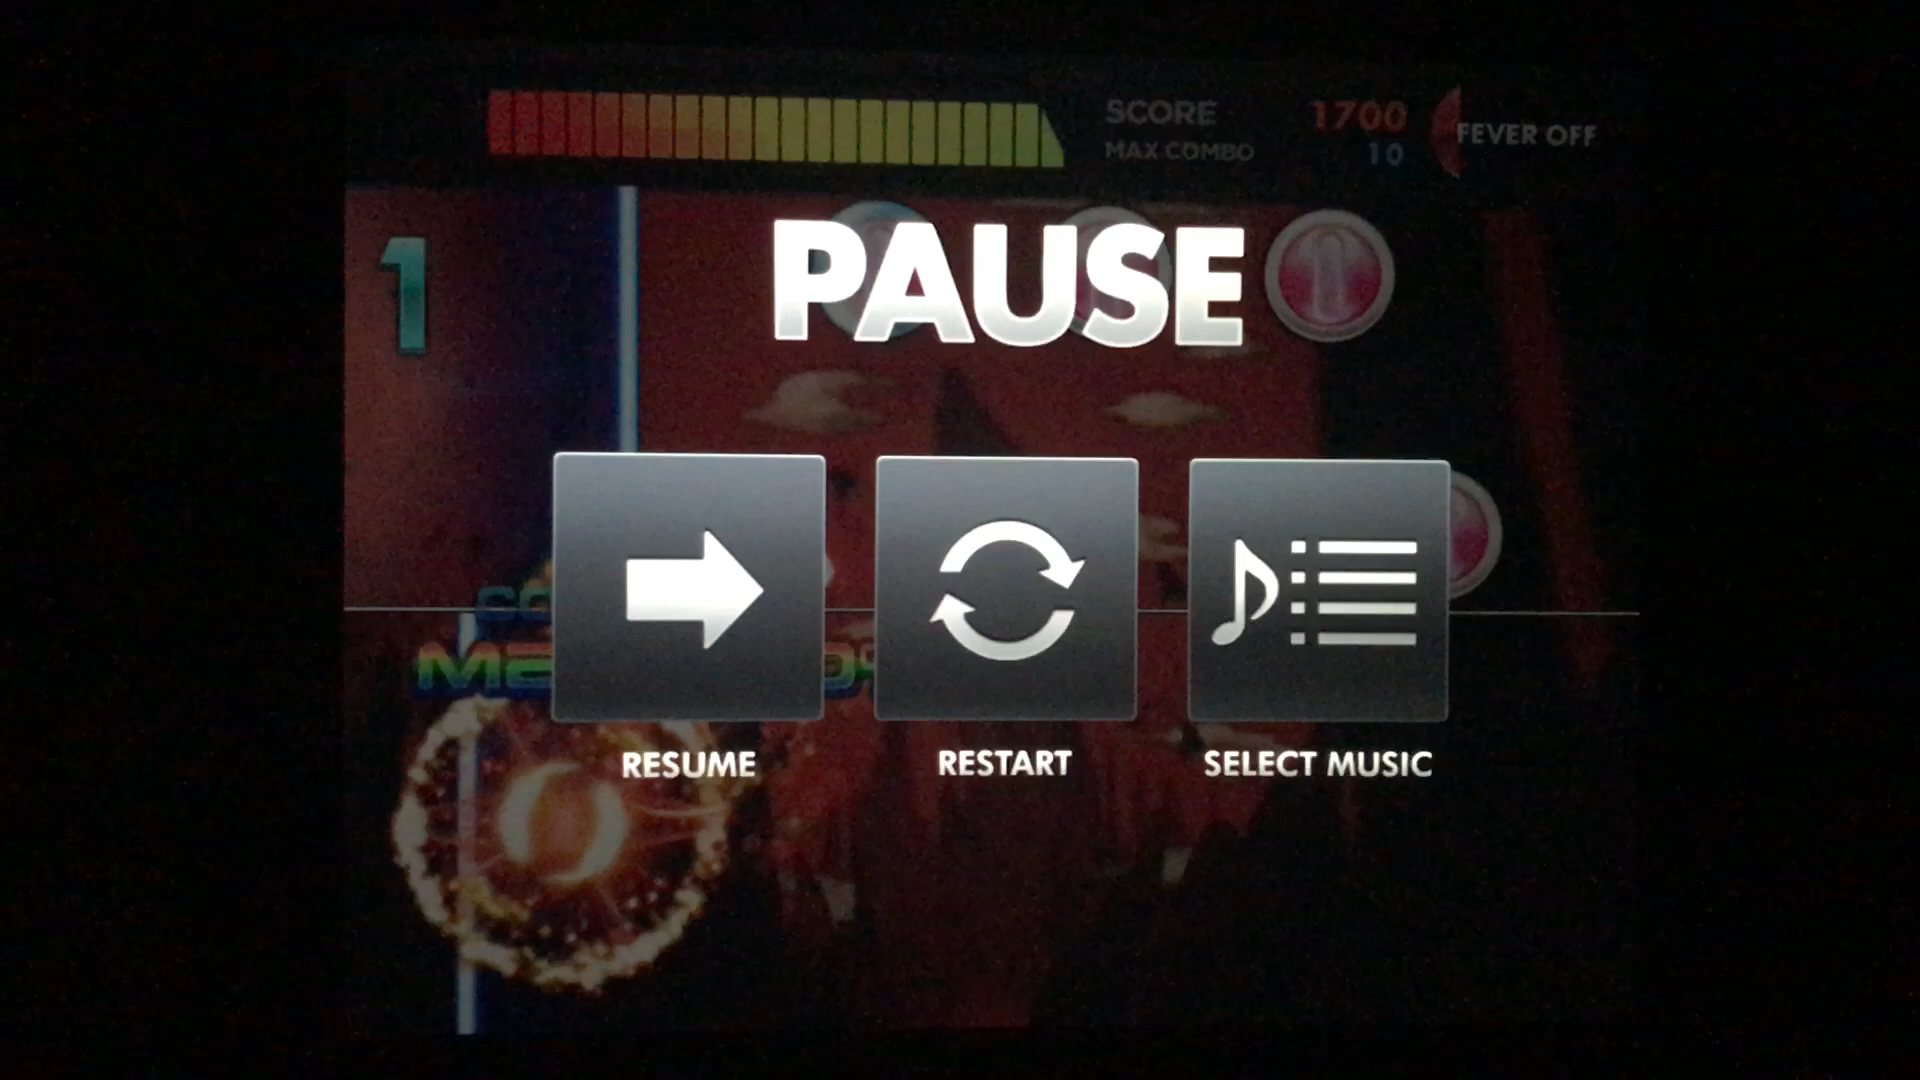 SCORE 1700
MAX COMBO 10
FEVER OFF
1
PAUSE
RESUME
RESTART
SELECT MUSIC